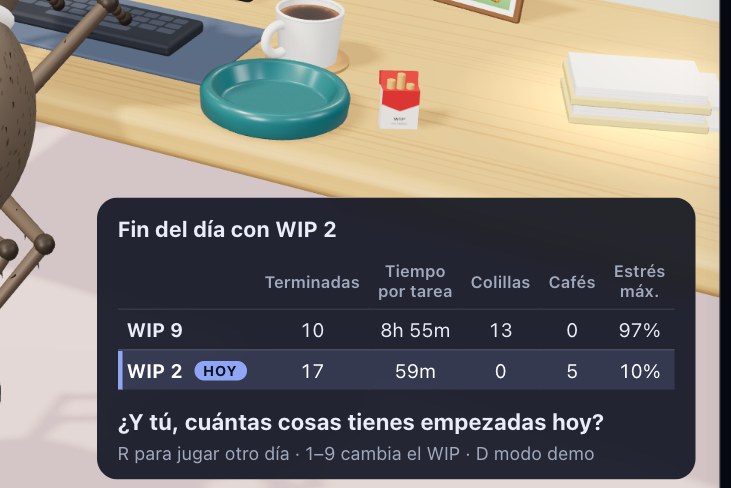 WIP
Fin del día con WIP 2
Terminadas Tiempo por tarea Colillas Cafés Estrés máx.
WIP 9 10 8h 55m 13 0 97%
WIP 2 HOY 17 59m 0 5 10%
¿Y tú, cuántas cosas tienes empezadas hoy?
R para jugar otro día · 1–9 cambia el WIP · D modo demo